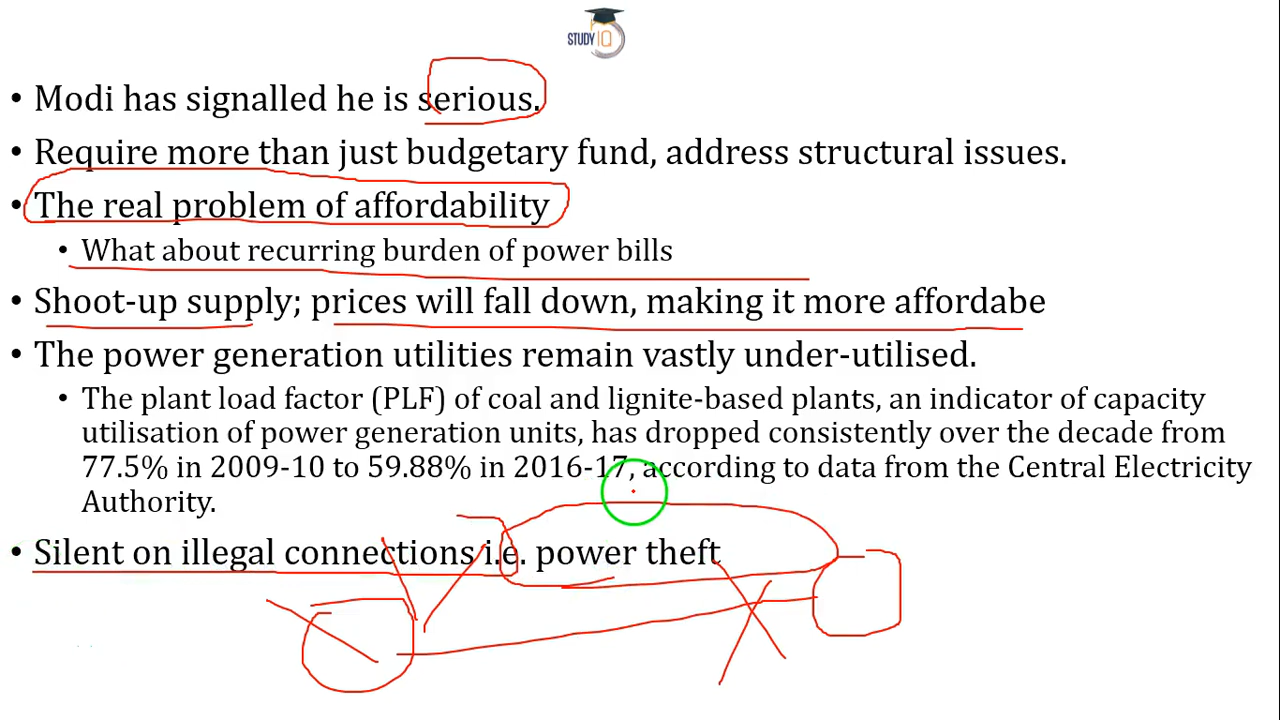 STUDY IQ
• Modi has signalled he is serious.
• Require more than just budgetary fund, address structural issues.
• The real problem of affordability
• What about recurring burden of power bills
• Shoot-up supply; prices will fall down, making it more affordabe
• The power generation utilities remain vastly under-utilised.
• The plant load factor (PLF) of coal and lignite-based plants, an indicator of capacity
utilisation of power generation units, has dropped consistently over the decade from
77.5% in 2009-10 to 59.88% in 2016-17, according to data from the Central Electricity
Authority.
• Silent on illegal connections i.e. power theft